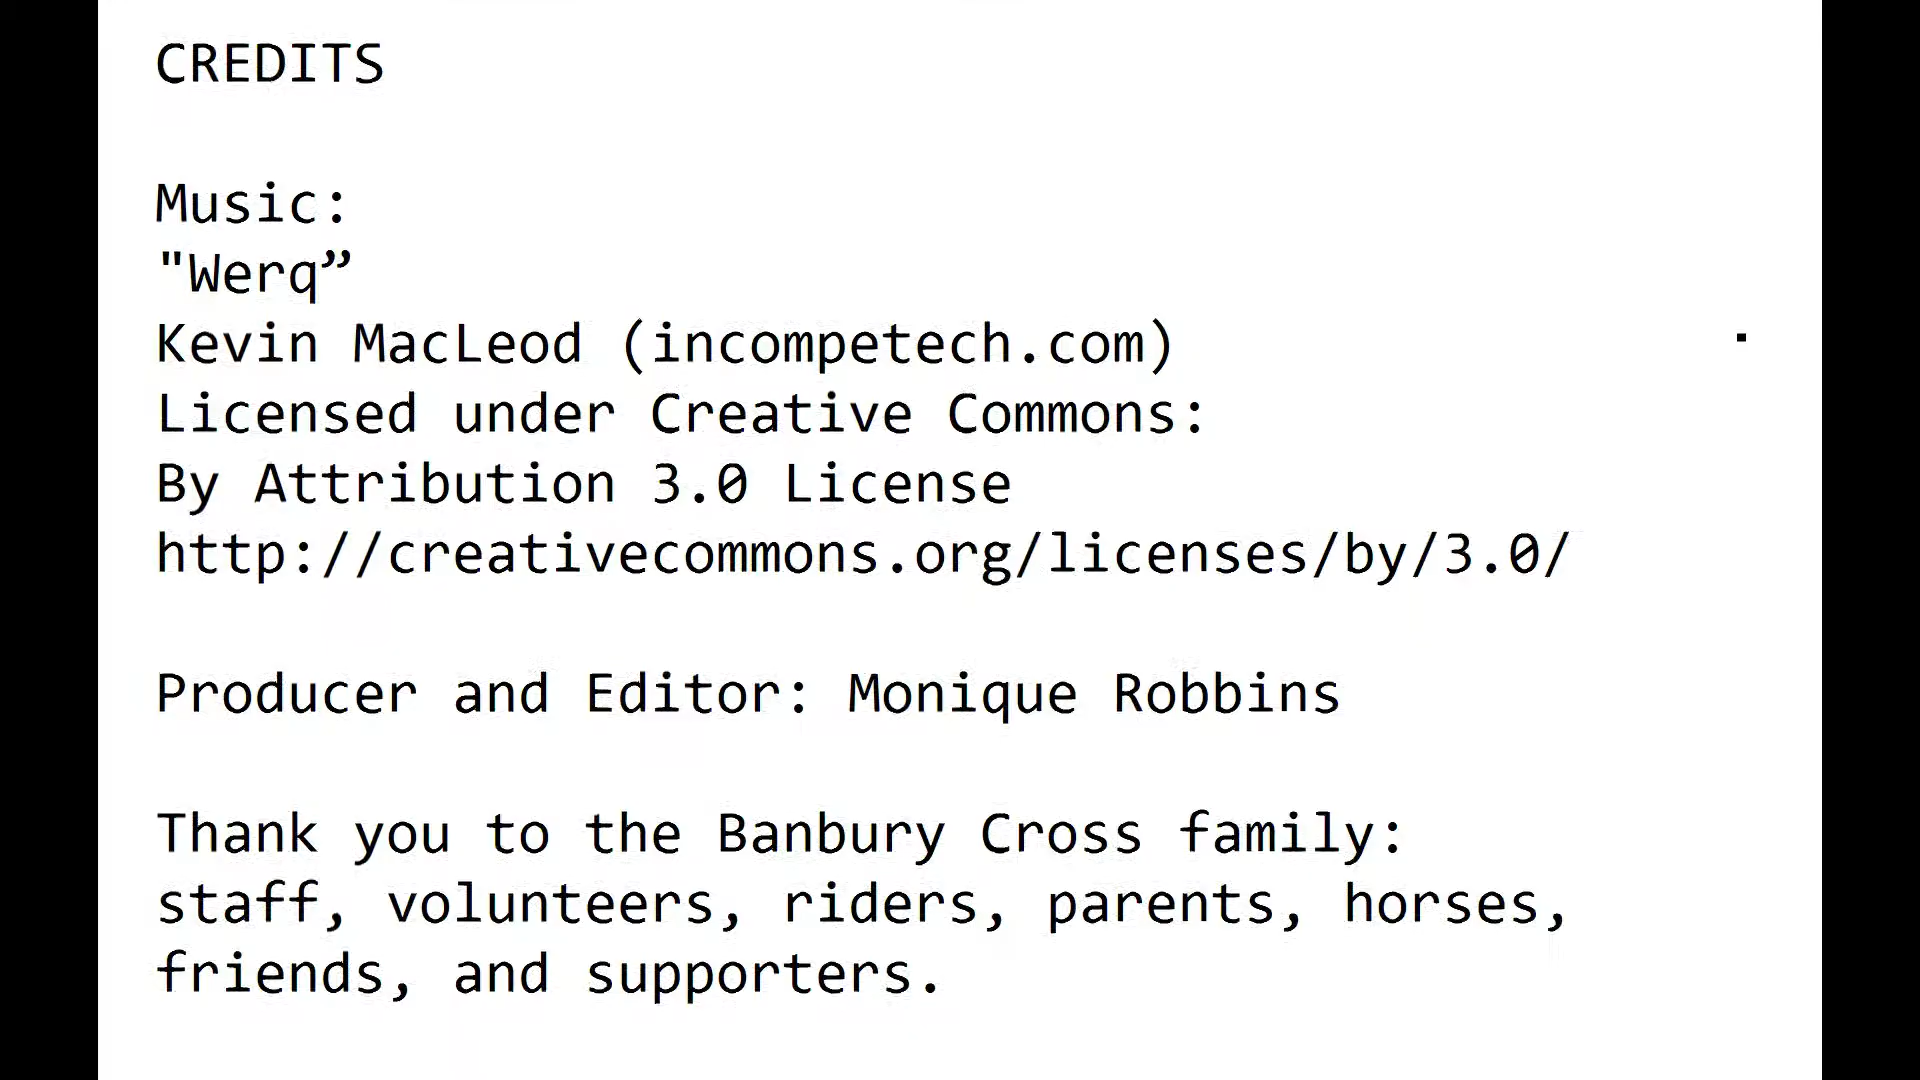 CREDITS
Music:
"Werq”
Kevin MacLeod (incompetech.com)
Licensed under Creative Commons:
By Attribution 3.0 License
http://creativecommons.org/licenses/by/3.0/
Producer and Editor: Monique Robbins
Thank you to the Banbury Cross family:
staff, volunteers, riders, parents, horses,
friends, and supporters.